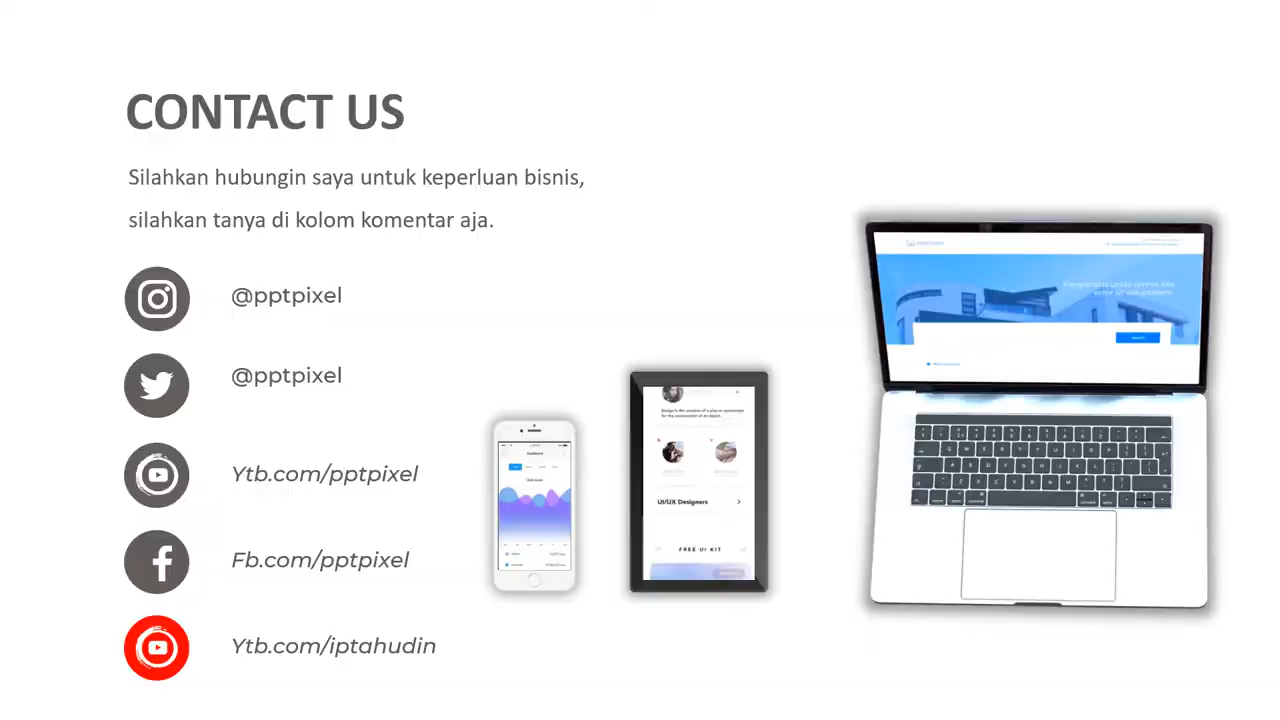 CONTACT US
Silahkan hubungin saya untuk keperluan bisnis,
silahkan tanya di kolom komentar aja.
@pptpixel
@pptpixel
Ytb.com/pptpixel
Fb.com/pptpixel
Ytb.com/iptahudin
UI/UX Designers
FREE UI KIT